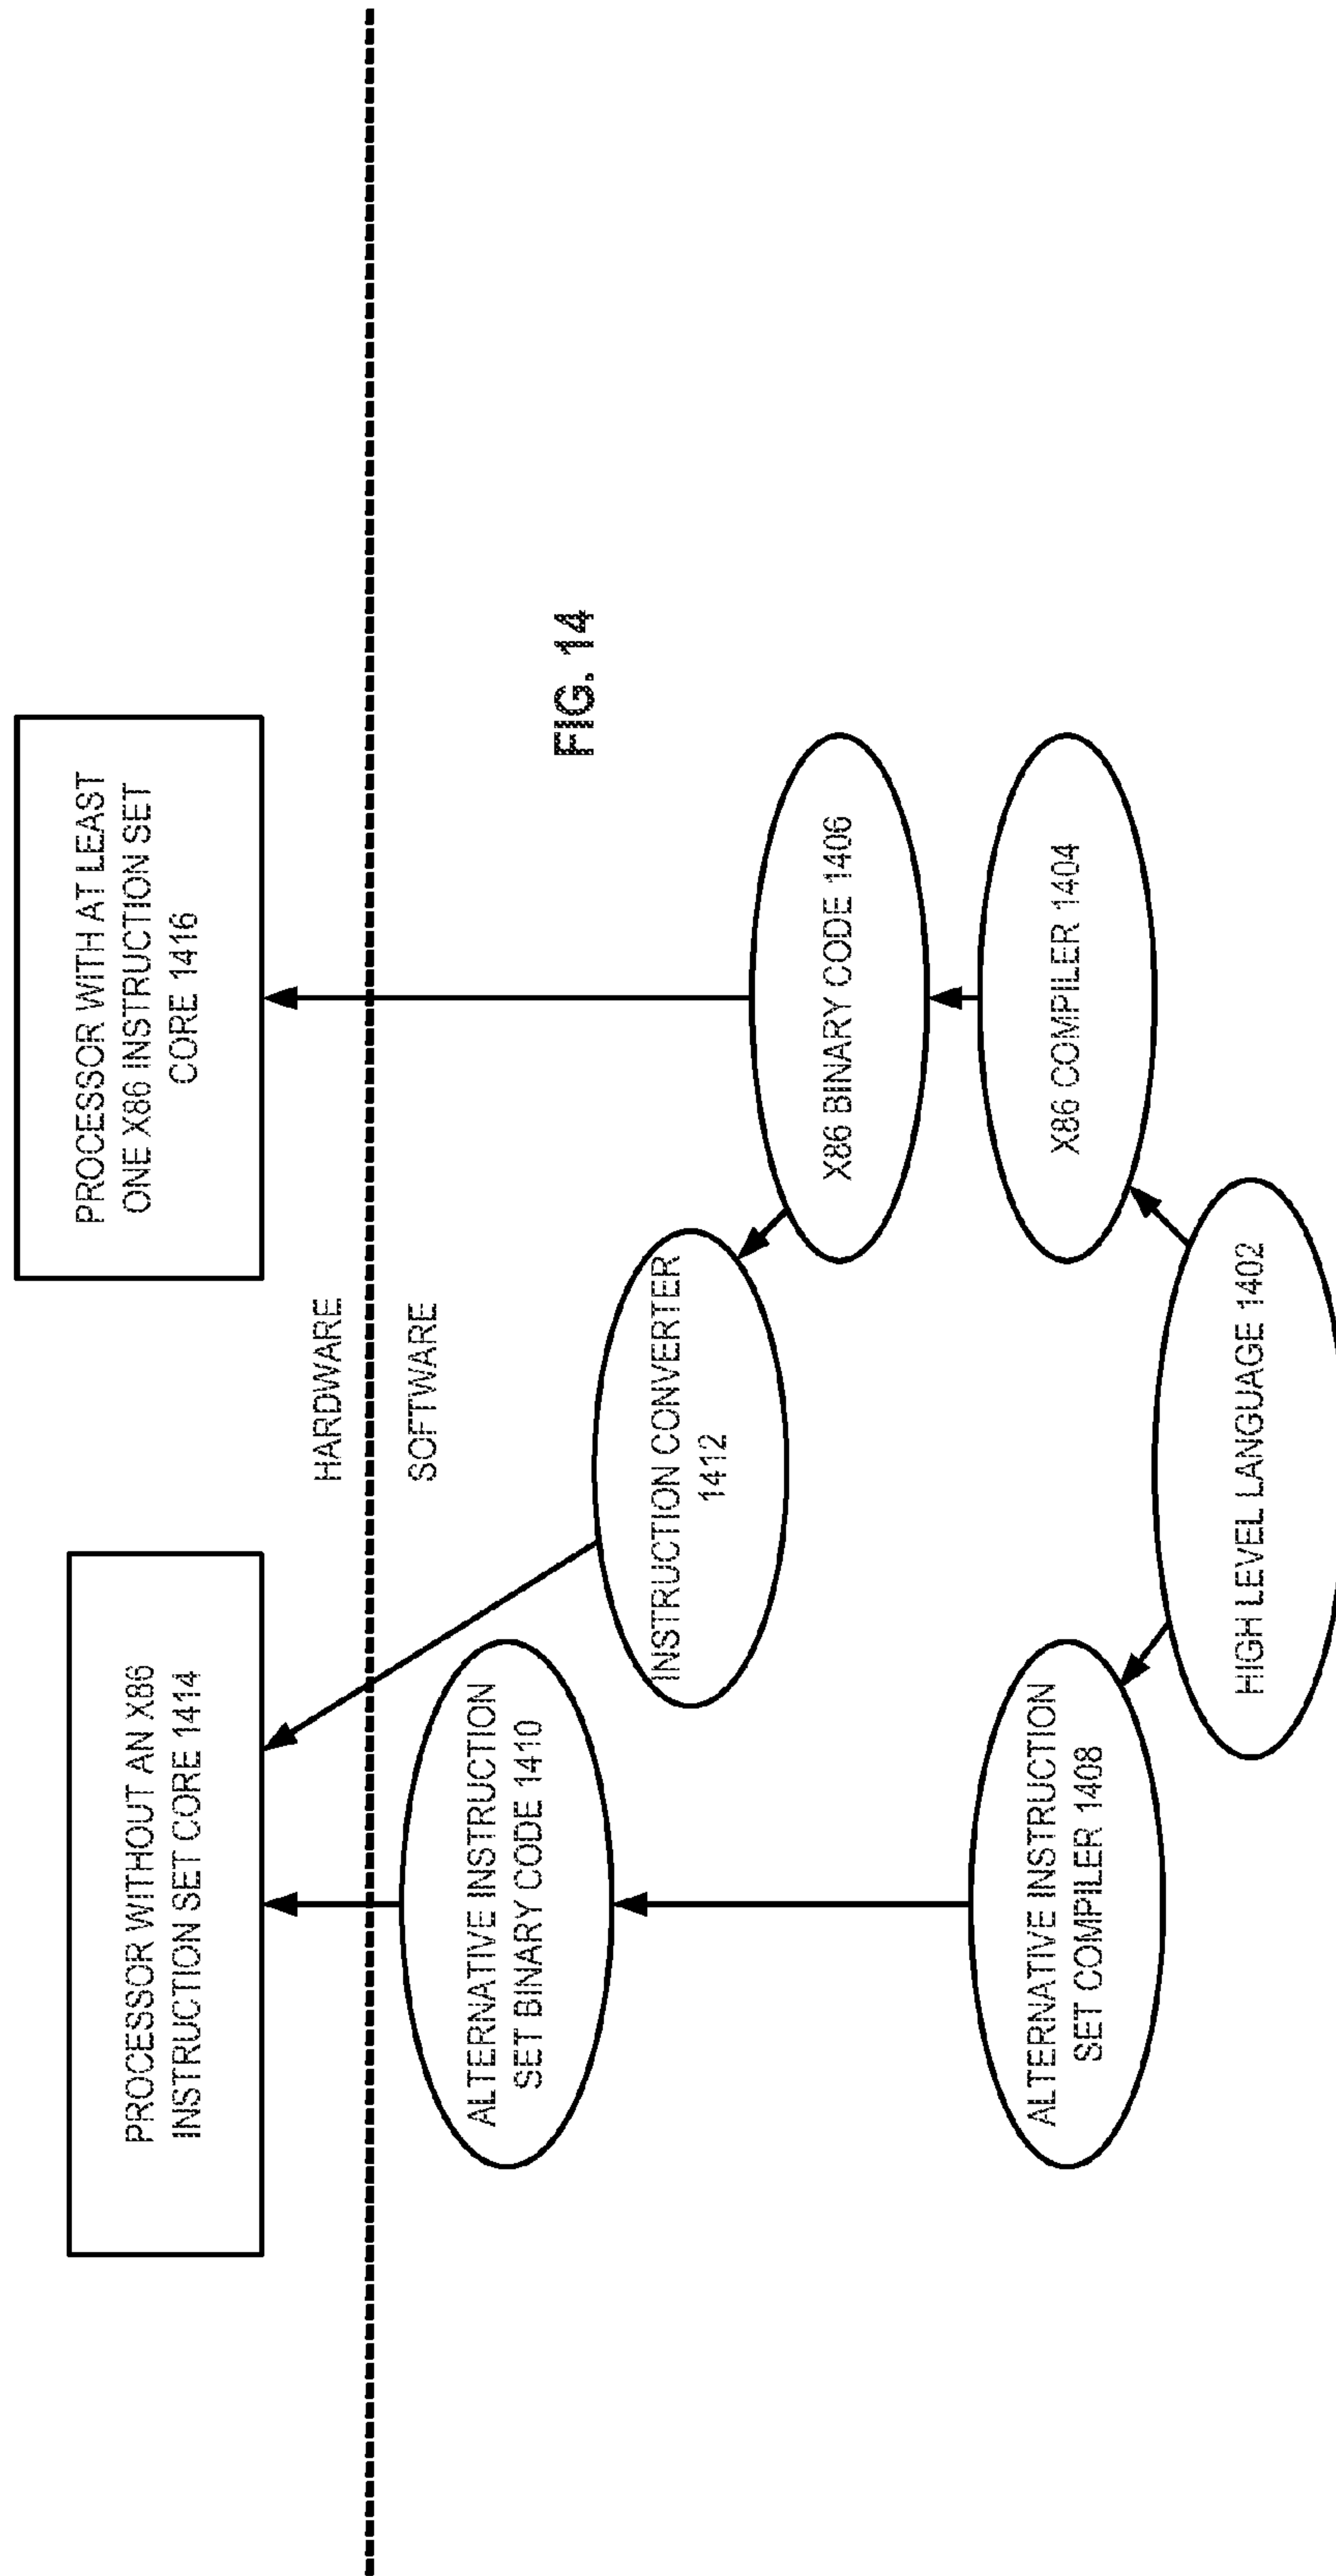 PROCESSOR WITHOUT AN X86
INSTRUCTION SET CORE 1414
PROCESSOR WITH AT LEAST
ONE X86 INSTRUCTION SET
CORE 1416
HARDWARE
SOFTWARE
ALTERNATIVE INSTRUCTION
SET BINARY CODE 1410
INSTRUCTION CONVERTER
1412
FIG. 14
X86 BINARY CODE 1406
ALTERNATIVE INSTRUCTION
SET COMPILER 1408
X86 COMPILER 1404
HIGH LEVEL LANGUAGE 1402